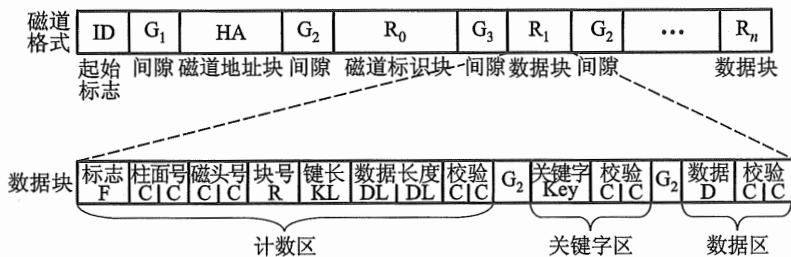 磁道格式 ID G₁ HA G₂ R₀ G₃ R₁ G₂ ••• Rₙ
起始标志 间隙 磁道地址块 间隙 磁道标识块 间隙 数据块 间隙 数据块
数据块 标志 柱面号 磁头号 块号 键长 数据 长度 校验 G₂ 关键字 校验 G₂ 数据 校验
F C C C C R KL DL DL C C Key C C D C C
计数区 关键字区 数据区